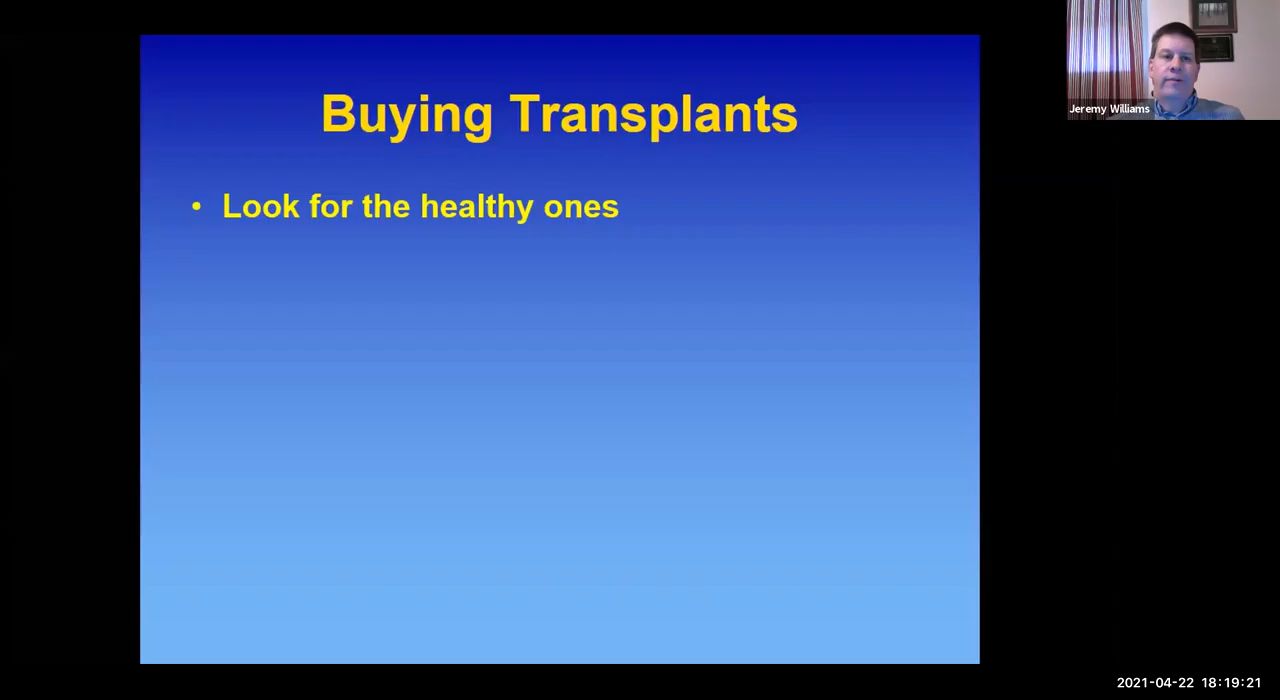 Buying Transplants
• Look for the healthy ones
Jeremy Williams
2021-04-22 18:19:21